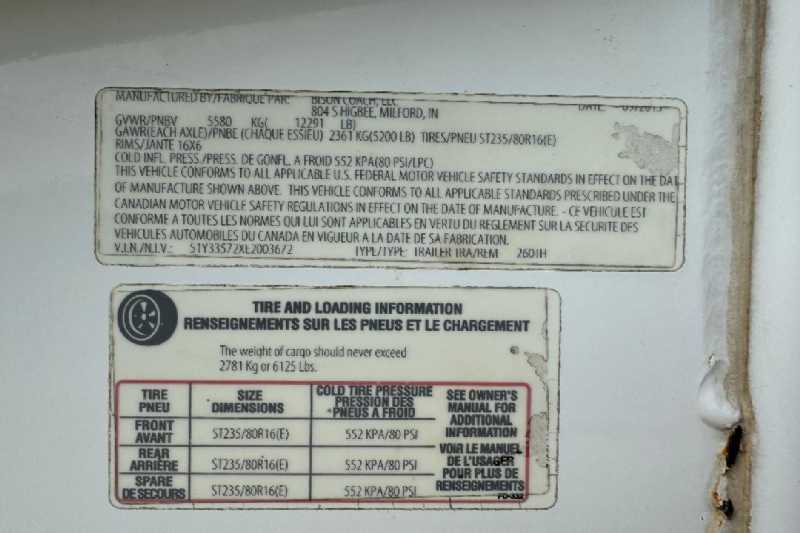 MANUFACTURED BY/FABRIQUE PAR: BISON COACH, LLC DATE
804 S HIGBEE, MILFORD, IN
GVWR/PNBV 5580 KG( 12291 LB)
GAWR(EACH AXLE)/PNBE (CHAQUE ESSIEU) 2361 KG(5200 LB) TIRES/PNEU ST235/80R16(E)
RIMS/JANTE 16X6
COLD INFL. PRESS./PRESS. DE GONFL. A FROID 552 KPA(80 PSI/LPC)
THIS VEHICLE CONFORMS TO ALL APPLICABLE U.S. FEDERAL MOTOR VEHICLE SAFETY STANDARDS IN EFFECT ON THE DAT
OF MANUFACTURE SHOWN ABOVE. THIS VEHICLE CONFORMS TO ALL APPLICABLE STANDARDS PRESCRIBED UNDER THE
CANADIAN MOTOR VEHICLE SAFETY REGULATIONS IN EFFECT ON THE DATE OF MANUFACTURE. - CE VEHICULE EST
CONFORME A TOUTES LES NORMES QUI LUI SONT APPLICABLES EN VERTU DU REGLEMENT SUR LA SECURITE DES
VEHICULES AUTOMOBILES DU CANADA EN VIGUEUR A LA DATE DE SA FABRICATION.
V.I.N./N.I.V.: TYPE/TYPE: TRAILER TRA/REM 260TH
TIRE AND LOADING INFORMATION
RENSEIGNEMENTS SUR LES PNEUS ET LE CHARGEMENT
The weight of cargo should never exceed
2781 Kg or 6125 Lbs.
TIRE PNEU SIZE DIMENSIONS COLD TIRE PRESSURE PRESSION DES PNEUS A FROID
SEE OWNER'S
MANUAL FOR
ADDITIONAL
INFORMATION
FRONT AVANT ST235/80R16(E) 552 KPA/80 PSI
REAR ARRIÈRE ST235/80R16(E) 552 KPA/80 PSI
SPARE DE SECOURS ST235/80R16(E) 552 KPA/80 PSI
VOIR LE MANUEL
DE L'USAGER
POUR PLUS DE
RENSEIGNEMENTS